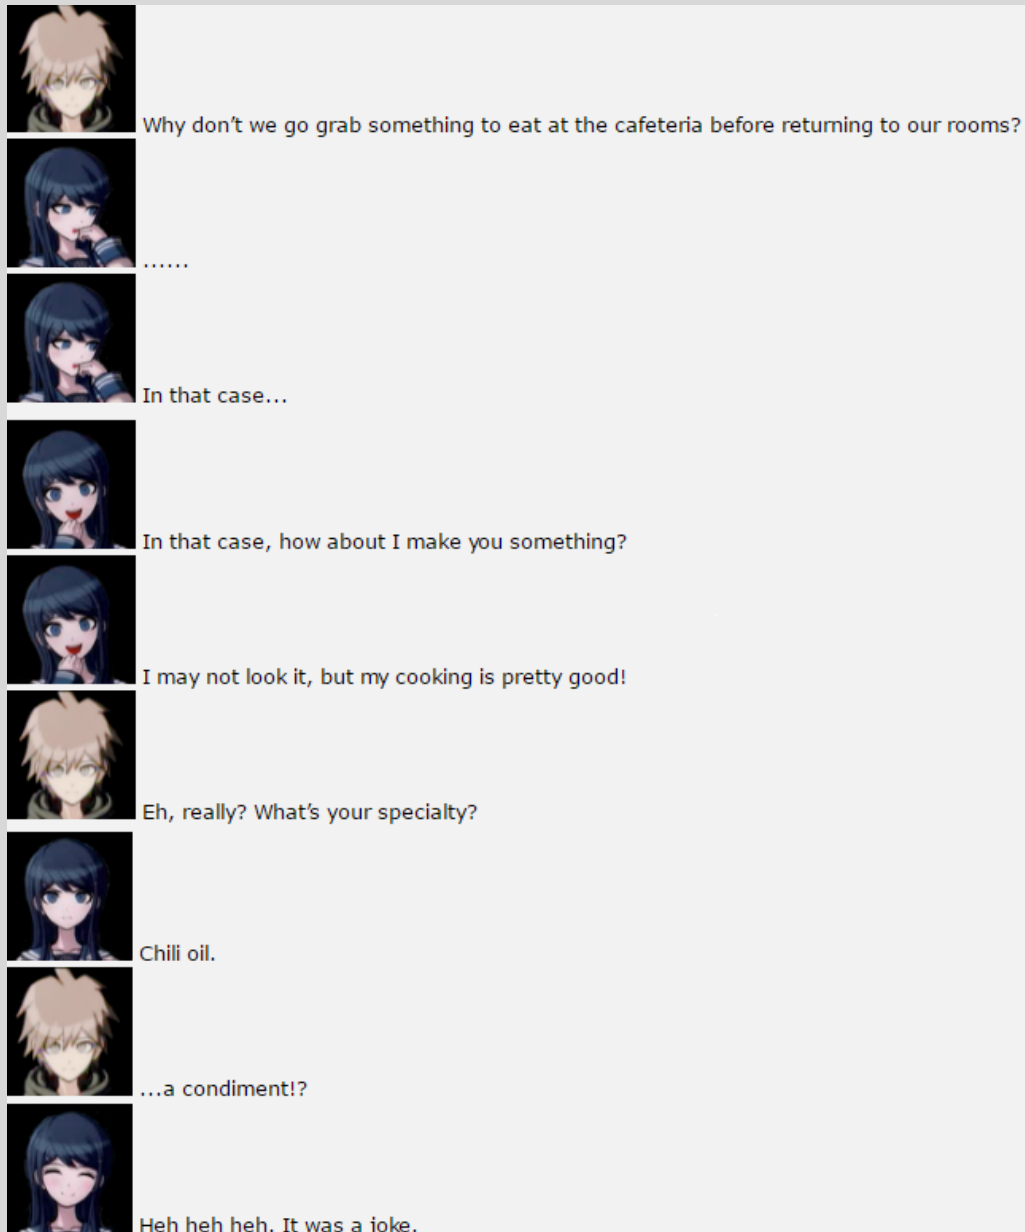 Why don’t we go grab something to eat at the cafeteria before returning to our rooms?
......
In that case...
In that case, how about I make you something?
I may not look it, but my cooking is pretty good!
Eh, really? What’s your specialty?
Chili oil.
...a condiment!?
Heh heh heh. It was a joke.